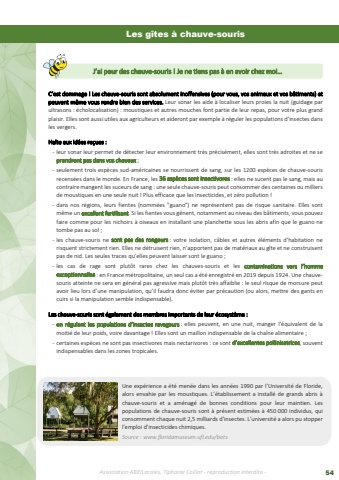 Les gîtes à chauve-souris
J'ai peur des chauve-souris ! Je ne tiens pas à en avoir chez moi...
C'est dommage ! Les chauve-souris sont absolument inoffensives (pour vous, vos animaux et vos bâtiments) et
peuvent même vous rendre bien des services. Leur sonar les aide à localiser leurs proies la nuit (guidage par
ultrasons : écholocalisation) : moustiques et autres mouches font partie de leur repas, pour votre plus grand
plaisir. Elles sont aussi utiles aux agriculteurs et aideront par exemple à réguler les populations d'insectes dans
les vergers.
Halte aux idées reçues :
- leur sonar leur permet de détecter leur environnement très précisément, elles sont très adroites et ne se
prendront pas dans vos cheveux ;
- seulement trois espèces sud-américaines se nourrissent de sang, sur les 1200 espèces de chauve-souris
recensées dans le monde. En France, les 36 espèces sont insectivores : elles ne sucent pas le sang, mais au
contraire mangent les suceurs de sang : une seule chauve-souris peut consommer des centaines ou milliers
de moustiques en une seule nuit ! Plus efficace que les insecticides, et zéro pollution !
- dans nos régions, leurs fientes (nommées "guano") ne représentent pas de risque sanitaire. Elles sont
même un excellent fertilisant. Si les fientes vous gênent, notamment au niveau des bâtiments, vous pouvez
faire comme pour les nichoirs à oiseaux en installant une planchette sous les abris afin que le guano ne
tombe pas au sol ;
- les chauve-souris ne sont pas des rongeurs : votre isolation, câbles et autres éléments d'habitation ne
risquent strictement rien. Elles ne détruisent rien, n'apportent pas de matériaux au gîte et ne construisent
pas de nid. Les seules traces qu'elles peuvent laisser sont le guano ;
- les cas de rage sont plutôt rares chez les chauves-souris et les contaminations vers l'homme
exceptionnelles : en France métropolitaine, un seul cas a été enregistré en 2019 depuis 1924. Une chauve-
souris atteinte ne sera en général pas agressive mais plutôt très affaiblie : le seul risque de morsure peut
avoir lieu lors d'une manipulation, qu'il faudra donc éviter par précaution (ou alors, mettre des gants en
cuirs si la manipulation semble indispensable).
Les chauve-souris sont également des membres importants de leur écosystème :
- en régulant les populations d'insectes ravageurs : elles peuvent, en une nuit, manger l'équivalent de la
moitié de leur poids, voire davantage ! Elles sont un maillon indispensable de la chaîne alimentaire ;
- certaines espèces ne sont pas insectivores mais nectarivores : ce sont d'excellentes pollinisatrices, souvent
indispensables dans les zones tropicales.
Une expérience a été menée dans les années 1990 par l'Université de Floride,
alors envahie par les moustiques. L'établissement a installé de grands abris à
chauve-souris et a aménagé de bonnes conditions pour leur maintien. Les
populations de chauve-souris sont à présent estimées à 450 000 individus, qui
consomment chaque nuit 2,5 milliards d'insectes. L'université a alors pu stopper
l'emploi d'insecticides chimiques.
Source : www.floridamuseum.ufl.edu/bats
Association ABEILocales, Tiphanie Daillot - reproduction interdite -
54